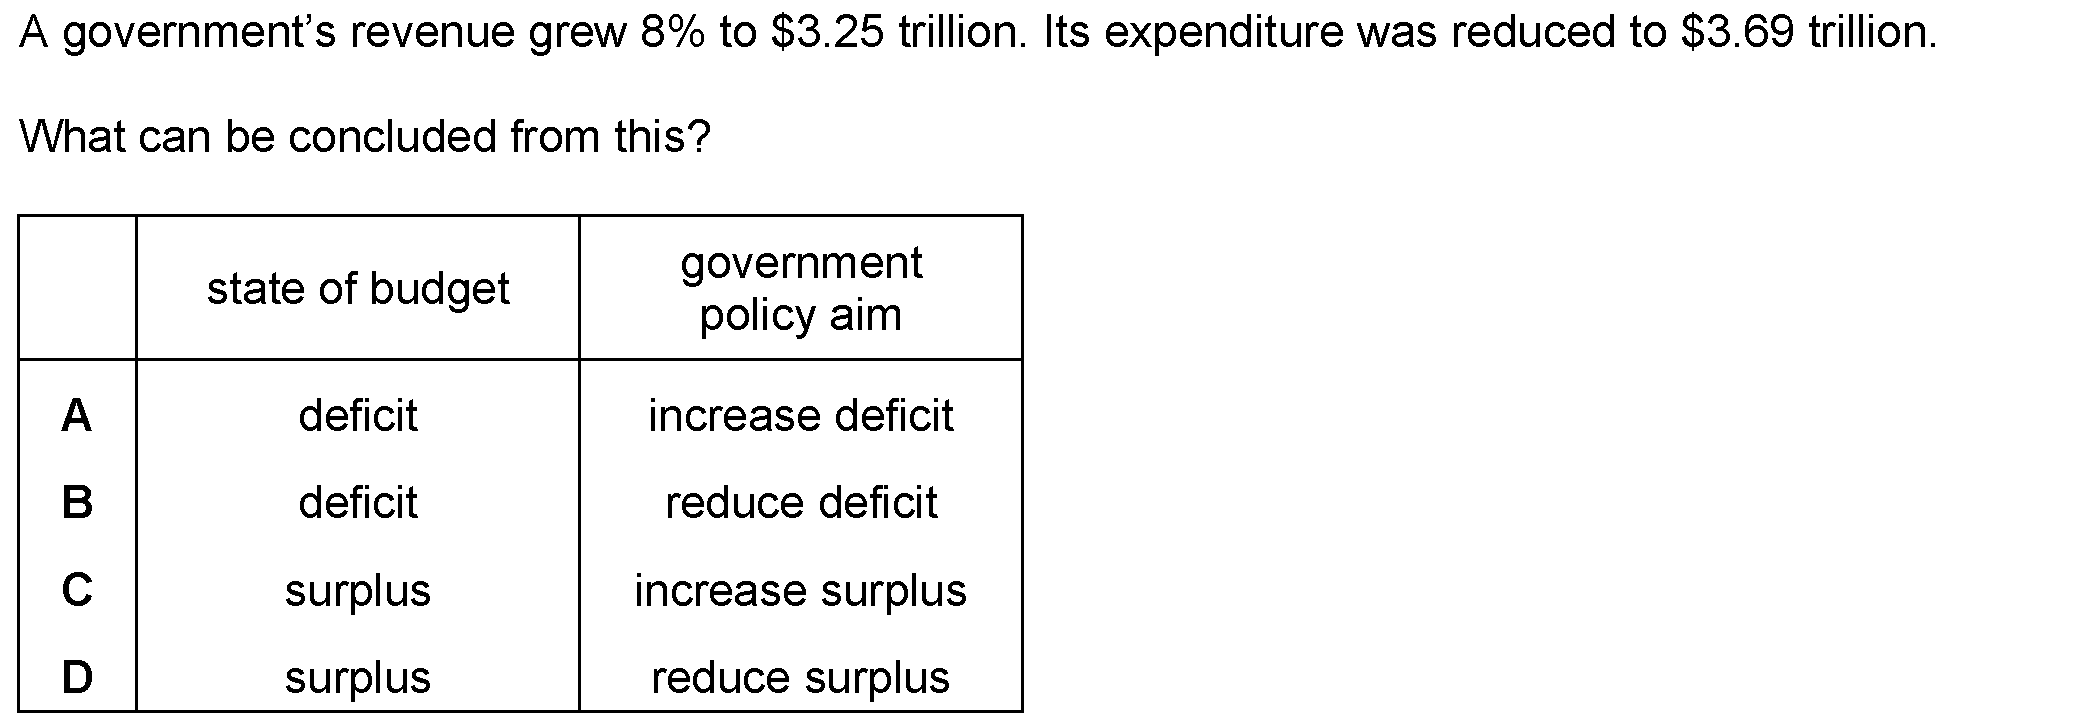 A government’s revenue grew 8% to $3.25 trillion. Its expenditure was reduced to $3.69 trillion.
What can be concluded from this?
state of budget government
policy aim
A deficit increase deficit
B deficit reduce deficit
C surplus increase surplus
D surplus reduce surplus